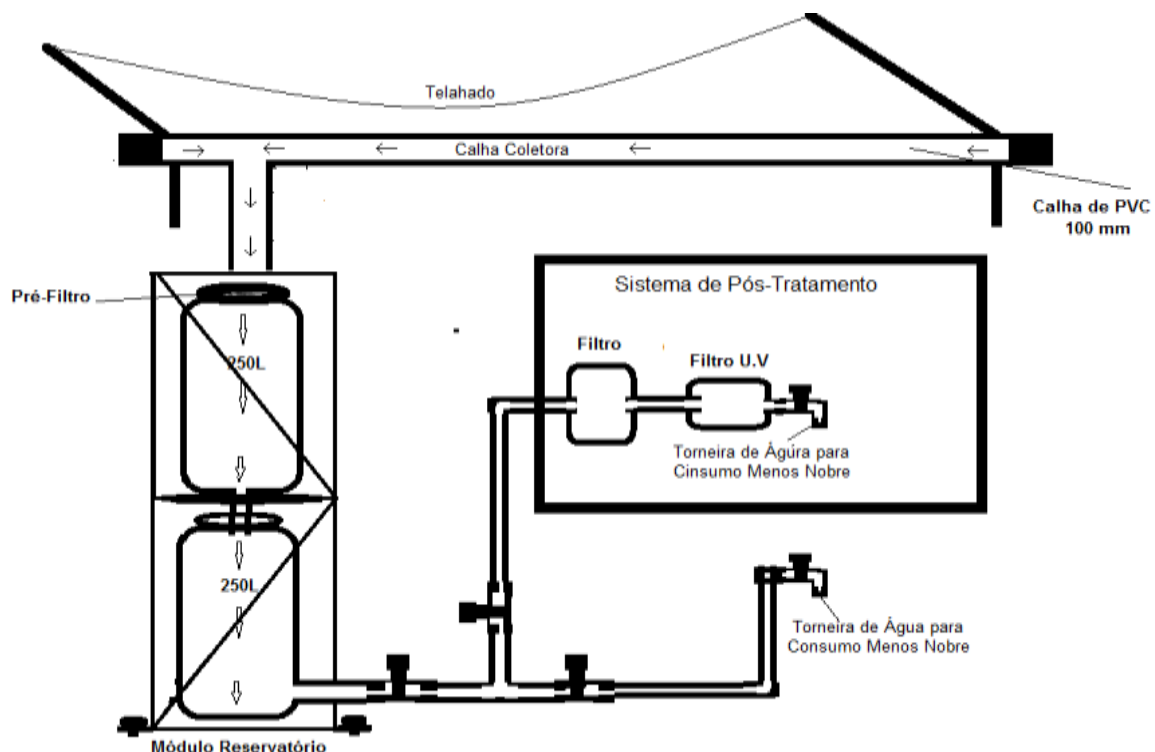 Telahado
Calha Coletora
Calha de PVC
100 mm
Sistema de Pós-Tratamento
Pré-Filtro
Filtro
Filtro U.V
250L
Torneira de Águra para
Cinsumo Menos Nobre
250L
Torneira de Água para
Consumo Menos Nobre
Módulo Reservatório